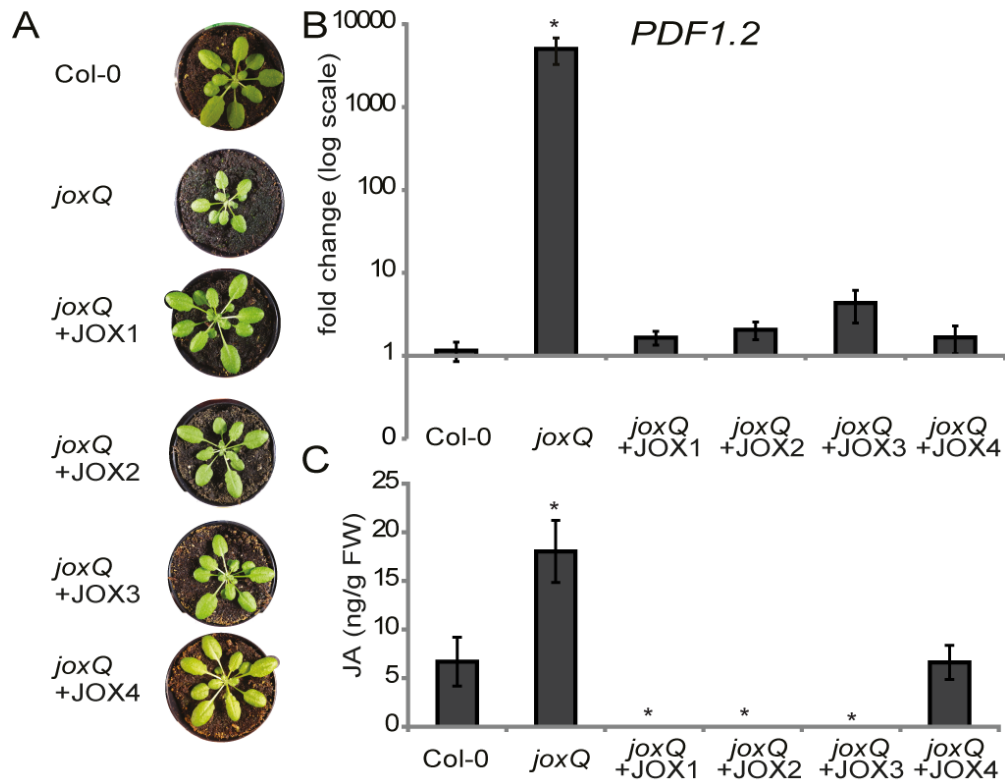 A
Col-0
joxQ
joxQ
+JOX1
joxQ
+JOX2
joxQ
+JOX3
joxQ
+JOX4
B
PDF1.2
fold change (log scale)
10000
1000
100
10
1
0
*
Col-0
joxQ
joxQ
+JOX1
joxQ
+JOX2
joxQ
+JOX3
joxQ
+JOX4
C
JA (ng/g FW)
25
20
15
10
5
0
*
*
*
*
Col-0
joxQ
joxQ
+JOX1
joxQ
+JOX2
joxQ
+JOX3
joxQ
+JOX4